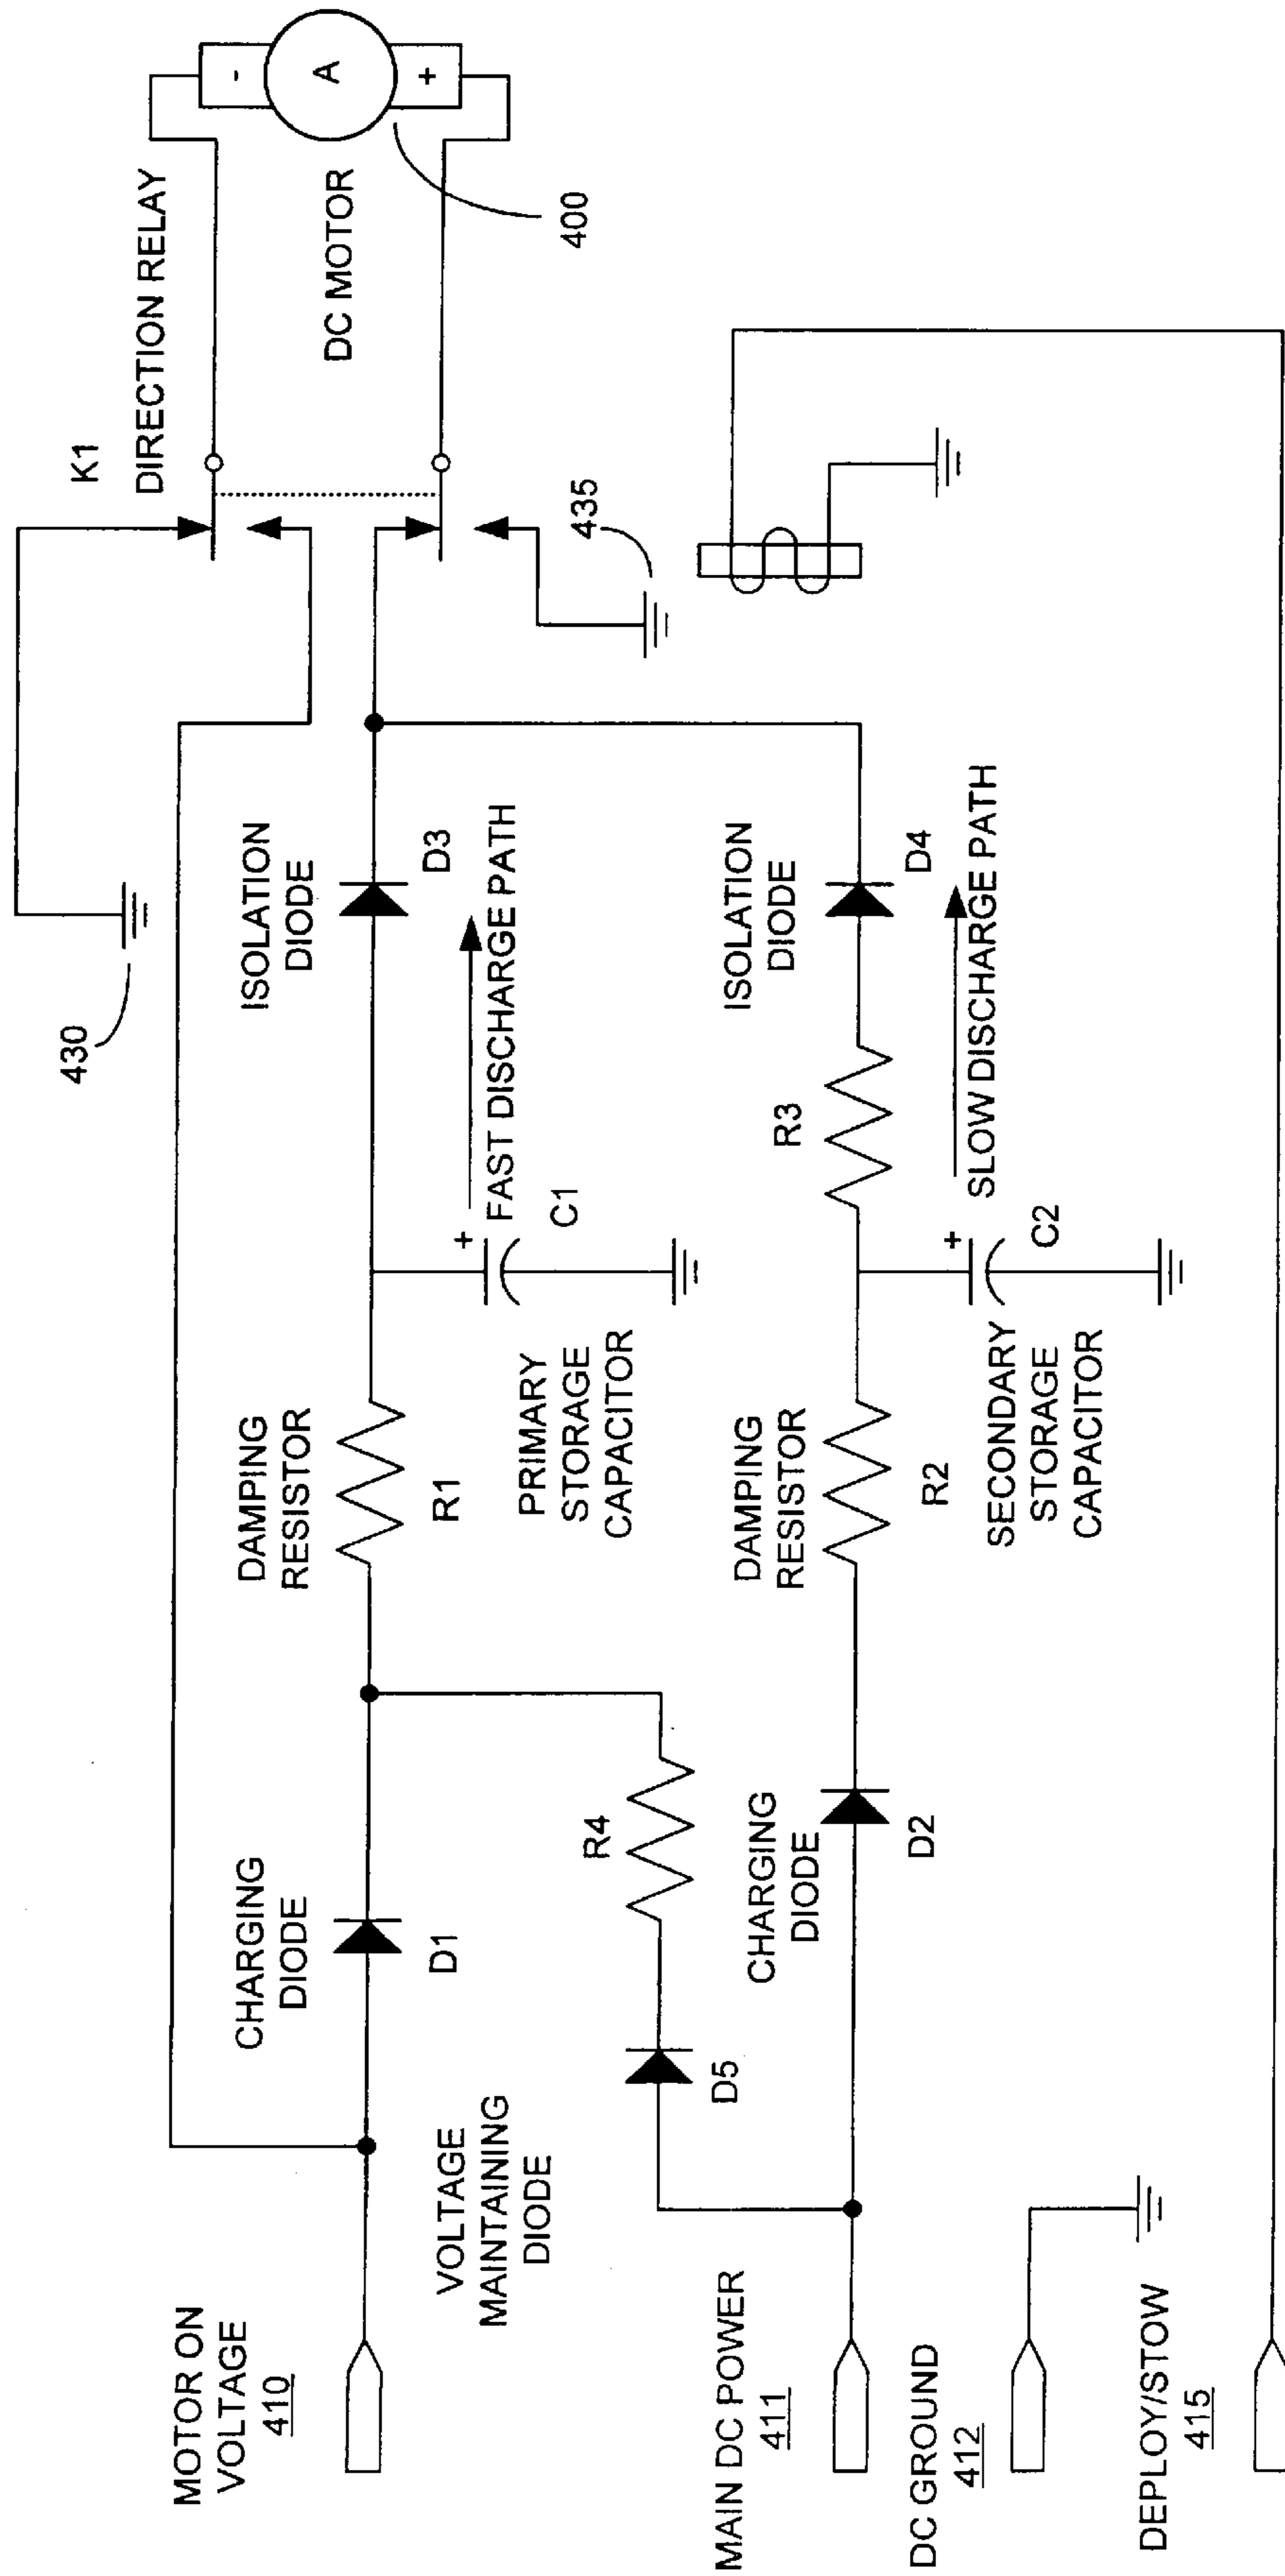 MOTOR ON
VOLTAGE
410
CHARGING
DIODE
D1
DAMPING
RESISTOR
R1
PRIMARY
STORAGE
CAPACITOR
+
C1
FAST DISCHARGE PATH
ISOLATION
DIODE
D3
430
K1
DIRECTION RELAY
DC MOTOR
-
A
+
400
435
VOLTAGE
MAINTAINING
DIODE
D5
R4
MAIN DC POWER
411
CHARGING
DIODE
D2
DAMPING
RESISTOR
R2
SECONDARY
STORAGE
CAPACITOR
+
C2
R3
SLOW DISCHARGE PATH
ISOLATION
DIODE
D4
DC GROUND
412
DEPLOY/STOW
415